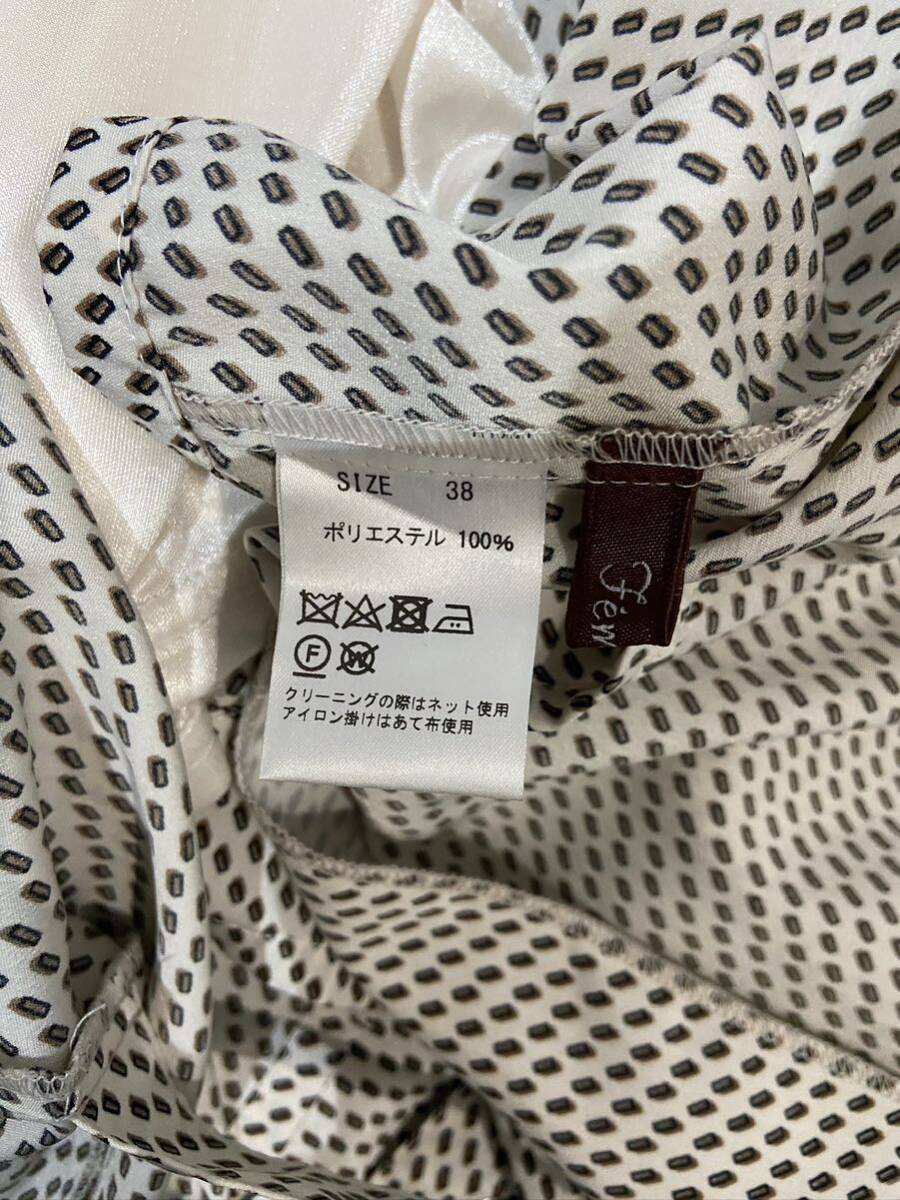 SIZE 38
ポリエステル 100%
F W
クリーニングの際はネット使用
アイロン掛けはあて布使用